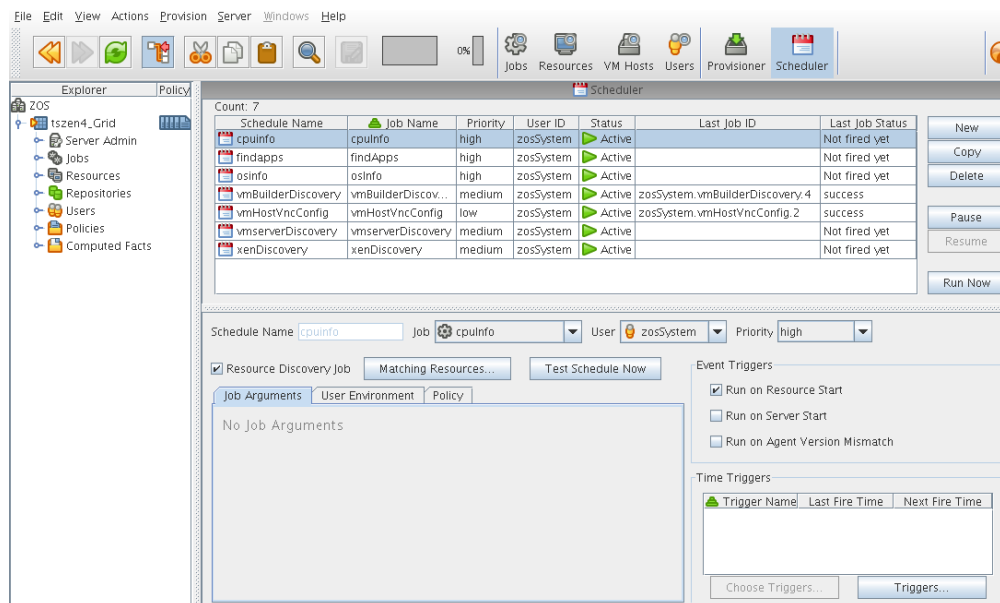 File Edit View Actions Provision Server Windows Help
0% Jobs Resources VM Hosts Users Provisioner Scheduler
Explorer Policy
ZOS
tszen4_Grid
Server Admin
Jobs
Resources
Repositories
Users
Policies
Computed Facts
Scheduler
Count: 7
Schedule Name Job Name Priority User ID Status Last Job ID Last Job Status
cpuinfo cpuInfo high zosSystem Active Not fired yet
findapps findApps high zosSystem Active Not fired yet
osinfo osInfo high zosSystem Active Not fired yet
vmBuilderDiscovery vmBuilderDiscov... medium zosSystem Active zosSystem.vmBuilderDiscovery.4 success
vmHostVncConfig vmHostVncConfig low zosSystem Active zosSystem.vmHostVncConfig.2 success
vmserverDiscovery vmserverDiscovery medium zosSystem Active Not fired yet
xenDiscovery xenDiscovery medium zosSystem Active Not fired yet
New
Copy
Delete
Pause
Resume
Run Now
Schedule Name cpuinfo Job cpuInfo User zosSystem Priority high
Resource Discovery Job Matching Resources... Test Schedule Now
Job Arguments User Environment Policy
No Job Arguments
Event Triggers
Run on Resource Start
Run on Server Start
Run on Agent Version Mismatch
Time Triggers
Trigger Name Last Fire Time Next Fire Time
Choose Triggers... Triggers...